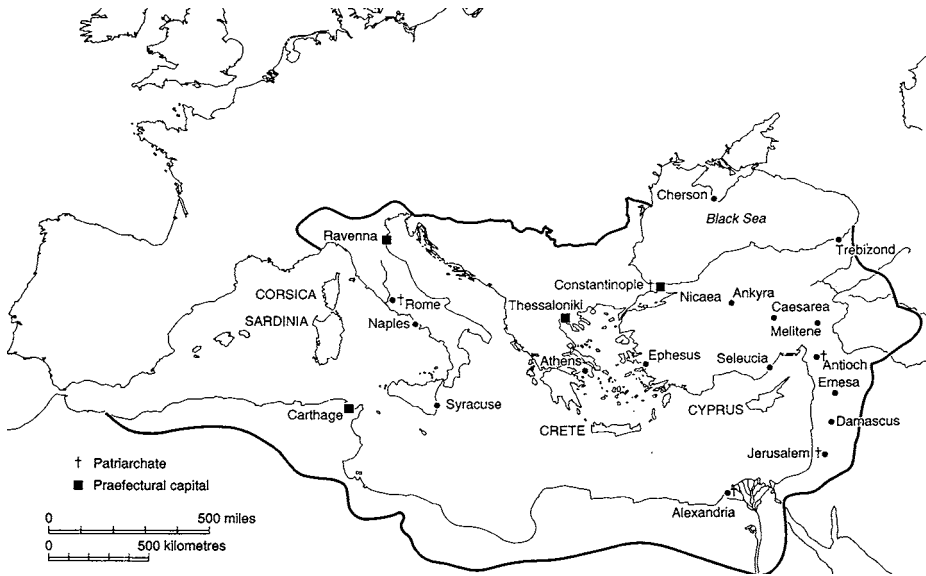 Cherson
Black Sea
Ravenna
Trebizond
Constantinople †
Nicaea
Ankyra
CORSICA
† Rome
Thessaloniki
Caesarea
SARDINIA
Naples
Melitene
Athens
Ephesus
Seleucia
† Antioch
Emesa
Carthage
Syracuse
CYPRUS
Damascus
CRETE
Jerusalem †
† Patriarchate
■ Praefectural capital
†
Alexandria
0 500 miles
0 500 kilometres